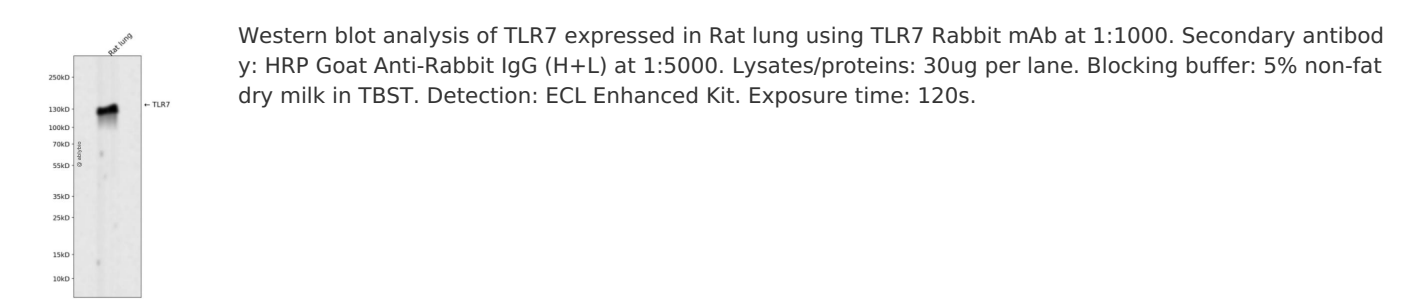 Rat lung
Western blot analysis of TLR7 expressed in Rat lung using TLR7 Rabbit mAb at 1:1000. Secondary antibod
y: HRP Goat Anti-Rabbit IgG (H+L) at 1:5000. Lysates/proteins: 30ug per lane. Blocking buffer: 5% non-fat
dry milk in TBST. Detection: ECL Enhanced Kit. Exposure time: 120s.
250kD
130kD
← TLR7
100kD
70kD
55kD
35kD
25kD
15kD
10kD